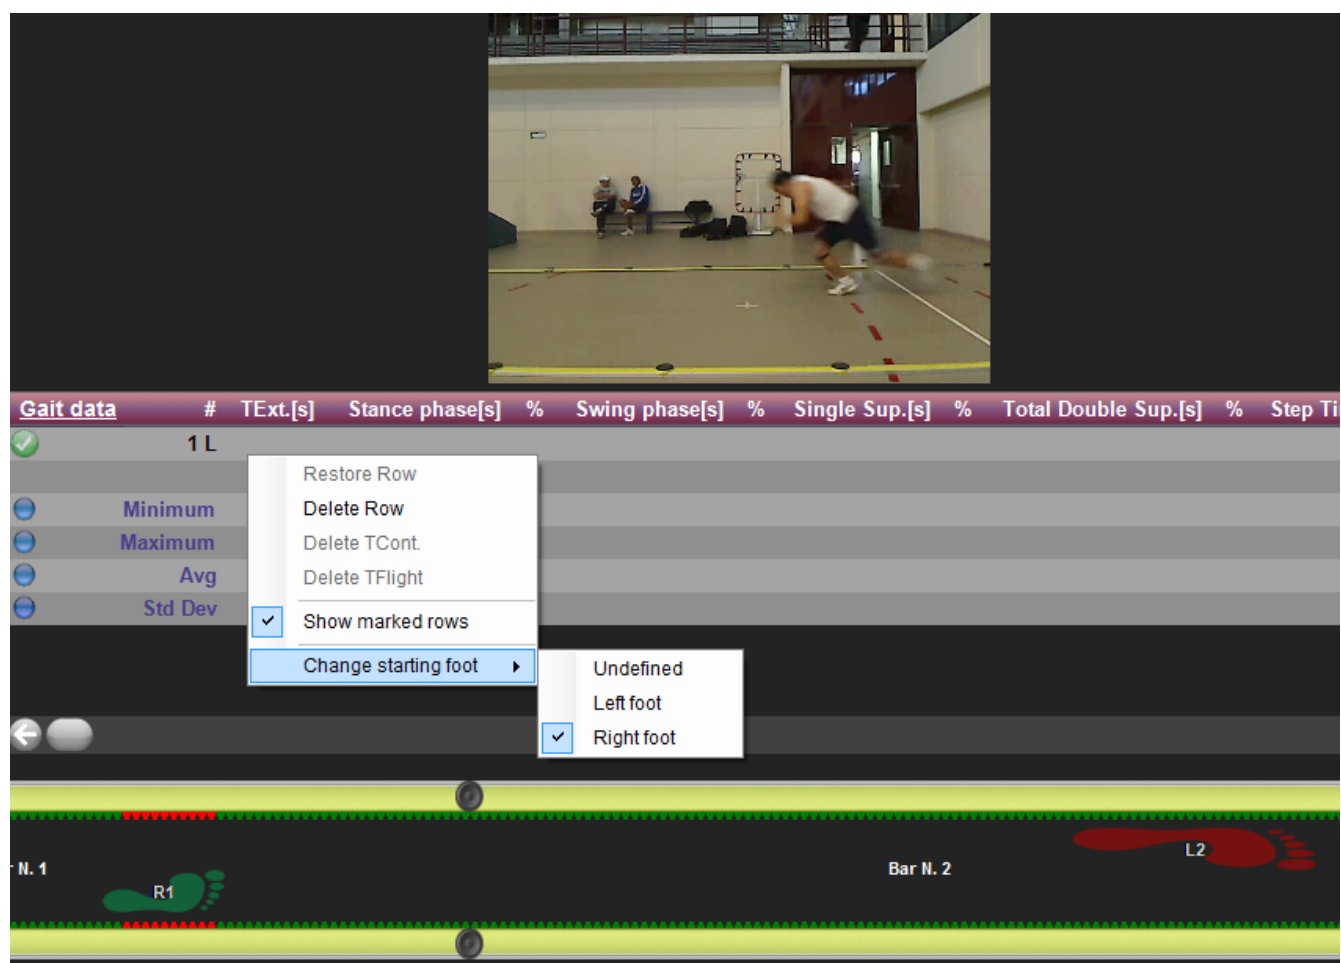 Gait data # TExt.[s] Stance phase[s] % Swing phase[s] % Single Sup.[s] % Total Double Sup.[s] % Step Ti
1 L
Restore Row
Minimum Delete Row
Maximum Delete TCont.
Avg Delete TFlight
Std Dev
Show marked rows
Change starting foot
Undefined
Left foot
Right foot
N. 1
R1
Bar N. 2
L2